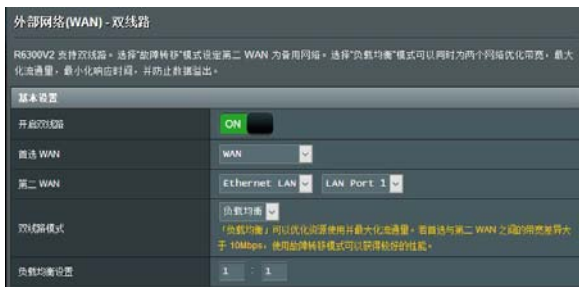 外部网络(WAN) - 双线路
R6300V2 支持双线路。选择"故障转移"模式设定第二 WAN 为备用网络。选择"负载均衡"模式可以同时为两个网络优化带宽，最大
化流通量，最小化响应时间，并防止数据溢出。
基本设置
开启双线路 ON
首选 WAN WAN
第二 WAN Ethernet LAN LAN Port 1
双线路模式 负载均衡
「负载均衡」可以优化资源使用并最大化流通量。若首选与第二 WAN 之间的带宽差异大
于 10Mbps，使用故障转移模式可以获得较好的性能。
负载均衡设置 1 : 1